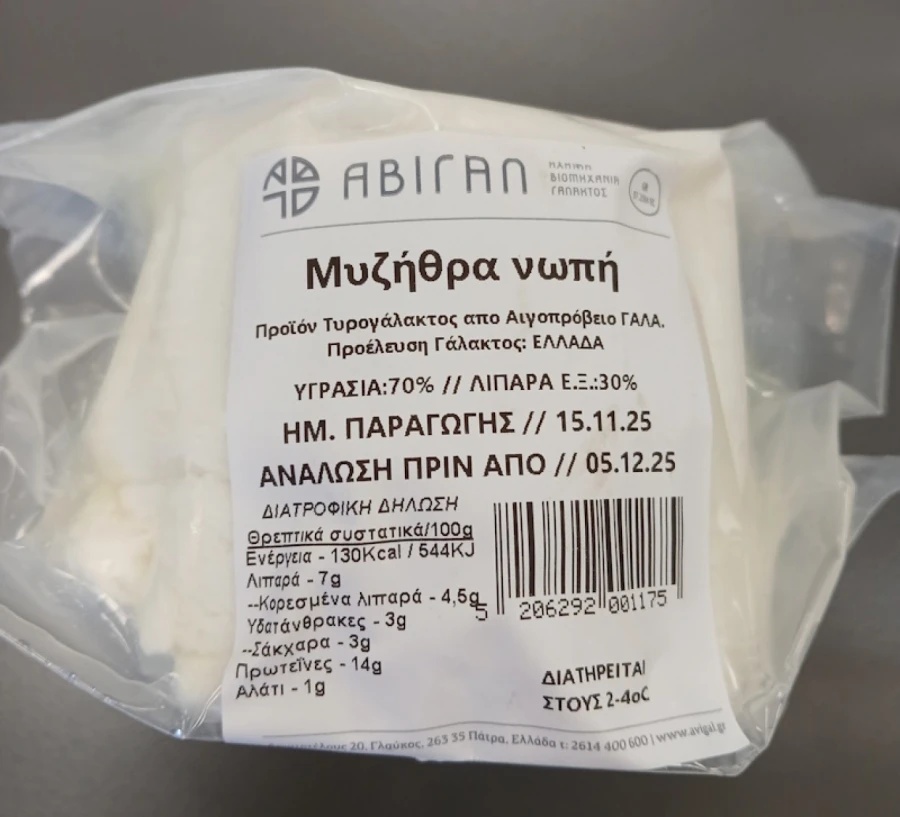 ΑΒΙΓΑΛ
ΒΙΟΜΗΧΑΝΙΑ
ΓΑΛΑΚΤΟΣ
Μυζήθρα νωπή
Προϊόν Τυρογάλακτος απο Αιγοπρόβειο ΓΑΛΑ.
Προέλευση Γάλακτος: ΕΛΛΑΔΑ
ΥΓΡΑΣΙΑ:70% // ΛΙΠΑΡΑ Ε.Ξ.:30%
ΗΜ. ΠΑΡΑΓΩΓΗΣ // 15.11.25
ΑΝΑΛΩΣΗ ΠΡΙΝ ΑΠΟ // 05.12.25
ΔΙΑΤΡΟΦΙΚΗ ΔΗΛΩΣΗ
Θρεπτικά συστατικά/100g
Ενέργεια - 130Kcal / 544KJ
Λιπαρά - 7g
--Κορεσμένα λιπαρά - 4,5g
Υδατάνθρακες - 3g
--Σάκχαρα - 3g
Πρωτεΐνες - 14g
Αλάτι - 1g
5 206292 001175
ΔΙΑΤΗΡΕΙΤΑΙ
ΣΤΟΥΣ 2-4oC
20, Γλαύκος, 263 35 Πάτρα, Ελλάδα t: 2614 400 600 | www.avigal.gr